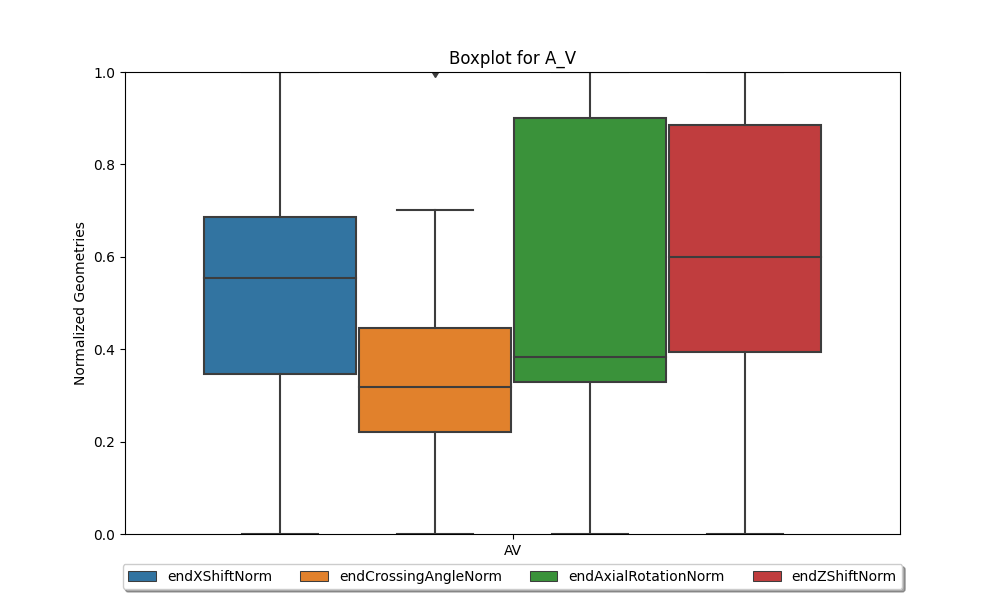 Boxplot for A_V
1.0
0.8
0.6
0.4
0.2
0.0
Normalized Geometries
AV
endXShiftNorm endCrossingAngleNorm endAxialRotationNorm endZShiftNorm